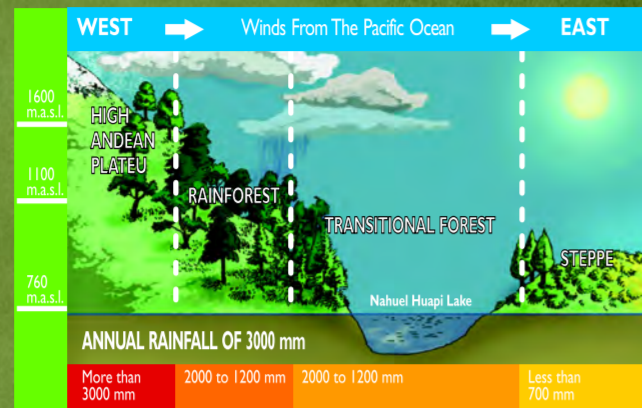 WEST
Winds From The Pacific Ocean
EAST
1600
m.a.s.l.
HIGH
ANDEAN
PLATEU
1100
m.a.s.l.
RAINFOREST
TRANSITIONAL FOREST
STEPPE
760
m.a.s.l.
Nahuel Huapi Lake
ANNUAL RAINFALL OF 3000 mm
More than
3000 mm
2000 to 1200 mm
2000 to 1200 mm
Less than
700 mm